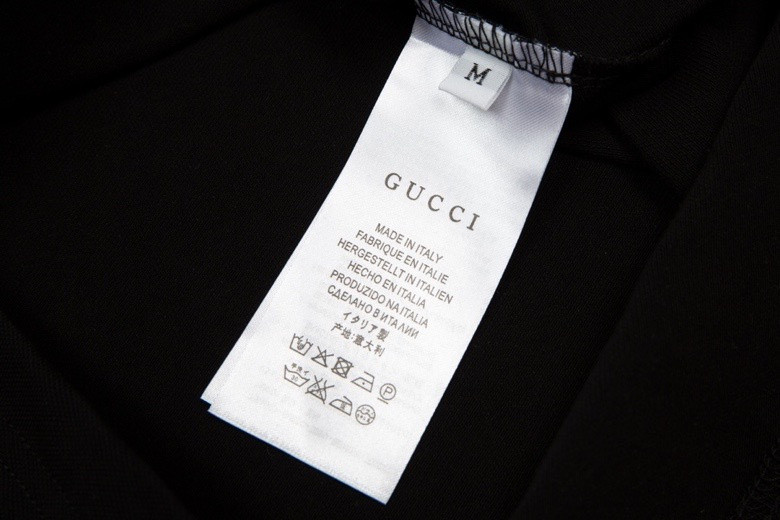 M
GUCCI
MADE IN ITALY
FABRIQUE EN ITALIE
HERGESTELLT IN ITALIEN
HECHO EN ITALIA
PRODUZIDO NA ITALIA
СДЕЛАНО В ИТАЛИИ
イタリア製
产地:意大利
P